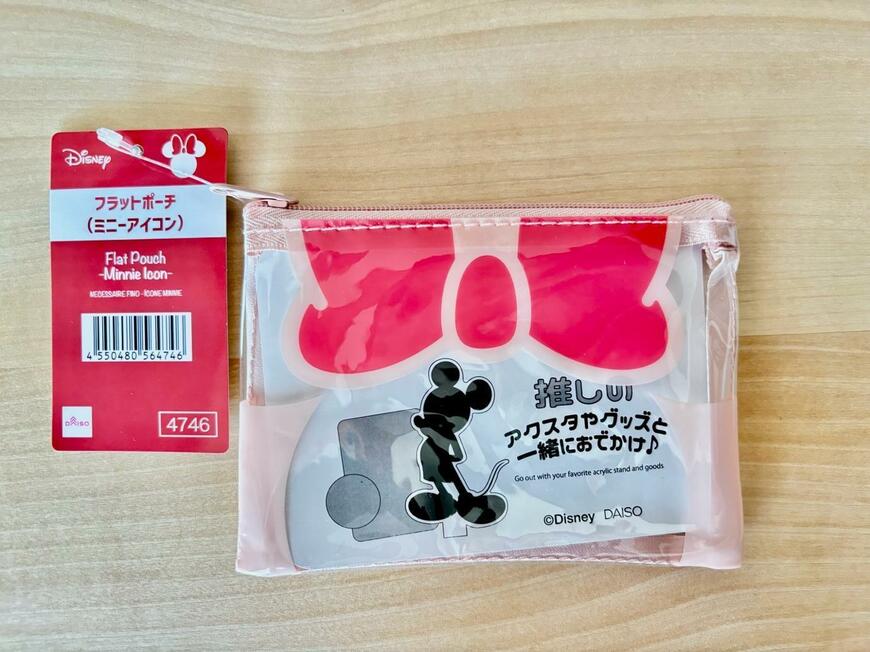 Disney
フラットポーチ
(ミニーアイコン)
Flat Pouch
-Minnie Icon-
NECESSAIRE FINO - ÍCONE MINNIE
4 550480 564746
DAISO
4746
推しの
アクスタやグッズと
一緒におでかけ♪
Go out with your favorite acrylic stand and goods
©Disney DAISO